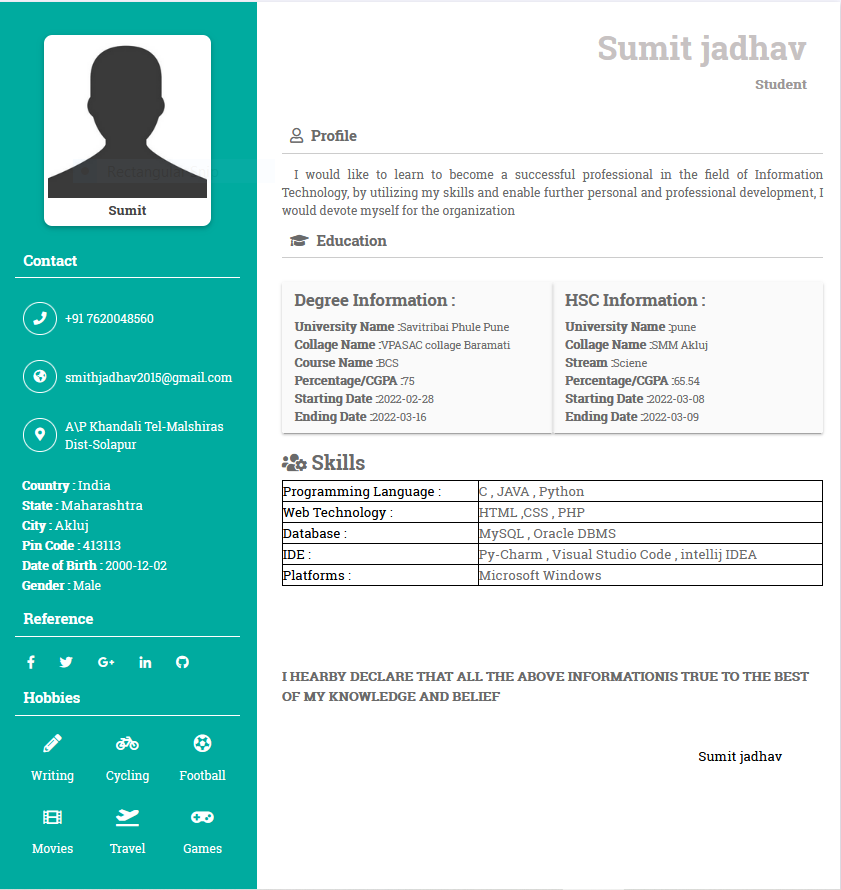 Sumit
Contact
+91 7620048560
smithjadhav2015@gmail.com
A\P Khandali Tel-Malshiras
Dist-Solapur
Country : India
State : Maharashtra
City : Akluj
Pin Code : 413113
Date of Birth : 2000-12-02
Gender : Male
Reference
Hobbies
Writing Cycling Football
Movies Travel Games
Sumit jadhav
Student
Profile
I would like to learn to become a successful professional in the field of Information
Technology, by utilizing my skills and enable further personal and professional development, I
would devote myself for the organization
Education
Degree Information :
University Name :Savitribai Phule Pune
Collage Name :VPASAC collage Baramati
Course Name :BCS
Percentage/CGPA :75
Starting Date :2022-02-28
Ending Date :2022-03-16
HSC Information :
University Name :pune
Collage Name :SMM Akluj
Stream :Sciene
Percentage/CGPA :65.54
Starting Date :2022-03-08
Ending Date :2022-03-09
Skills
Programming Language : C , JAVA , Python
Web Technology : HTML ,CSS , PHP
Database : MySQL , Oracle DBMS
IDE : Py-Charm , Visual Studio Code , intellij IDEA
Platforms : Microsoft Windows
I HEARBY DECLARE THAT ALL THE ABOVE INFORMATIONIS TRUE TO THE BEST
OF MY KNOWLEDGE AND BELIEF
Sumit jadhav